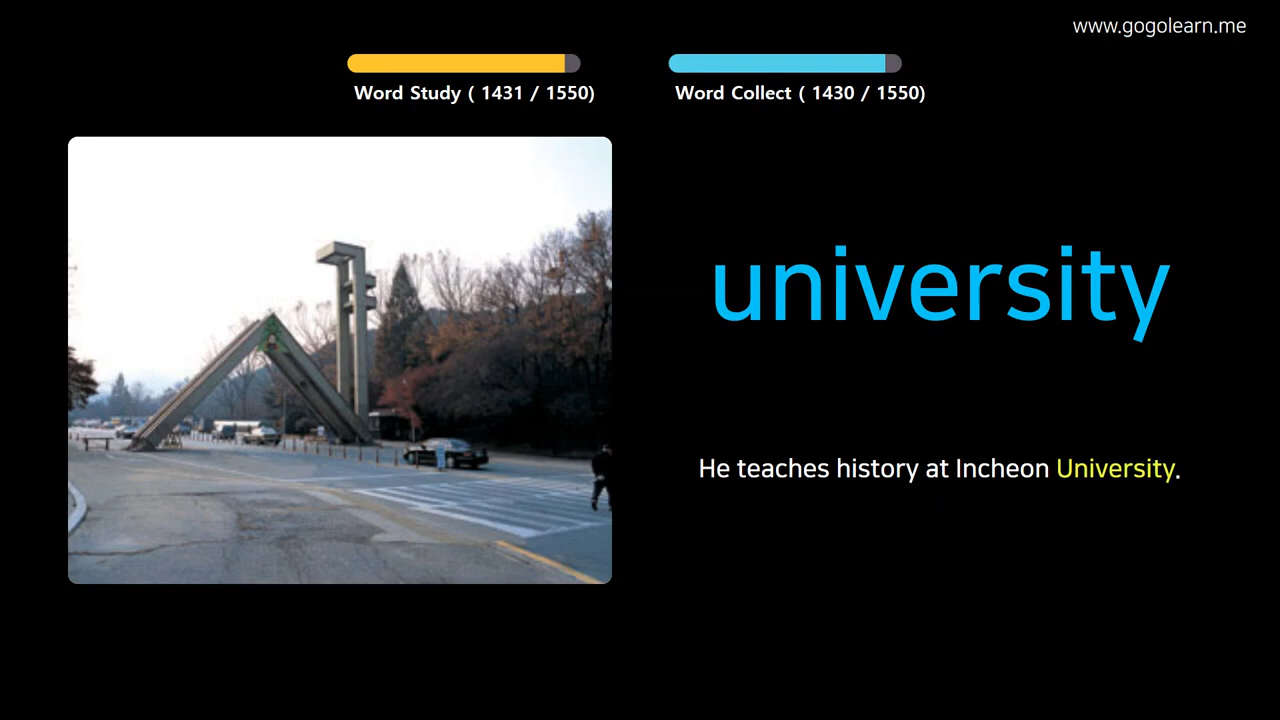 www.gogolearn.me
Word Study ( 1431 / 1550)
Word Collect ( 1430 / 1550)
university
He teaches history at Incheon University.